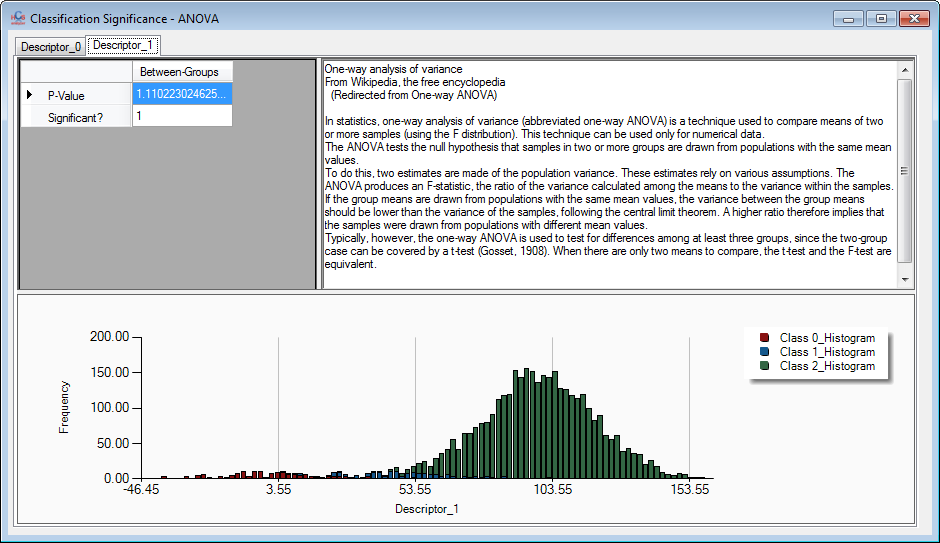 Classification Significance - ANOVA
Descriptor_0 Descriptor_1
Between-Groups
P-Value 1.110223024625...
Significant? 1
One-way analysis of variance
From Wikipedia, the free encyclopedia
(Redirected from One-way ANOVA)
In statistics, one-way analysis of variance (abbreviated one-way ANOVA) is a technique used to compare means of two
or more samples (using the F distribution). This technique can be used only for numerical data.
The ANOVA tests the null hypothesis that samples in two or more groups are drawn from populations with the same mean
values.
To do this, two estimates are made of the population variance. These estimates rely on various assumptions. The
ANOVA produces an F-statistic, the ratio of the variance calculated among the means to the variance within the samples.
If the group means are drawn from populations with the same mean values, the variance between the group means
should be lower than the variance of the samples, following the central limit theorem. A higher ratio therefore implies that
the samples were drawn from populations with different mean values.
Typically, however, the one-way ANOVA is used to test for differences among at least three groups, since the two-group
case can be covered by a t-test (Gosset, 1908). When there are only two means to compare, the t-test and the F-test are
equivalent.
200.00
150.00
100.00
50.00
0.00
Frequency
-46.45 3.55 53.55 103.55 153.55
Descriptor_1
Class 0_Histogram
Class 1_Histogram
Class 2_Histogram